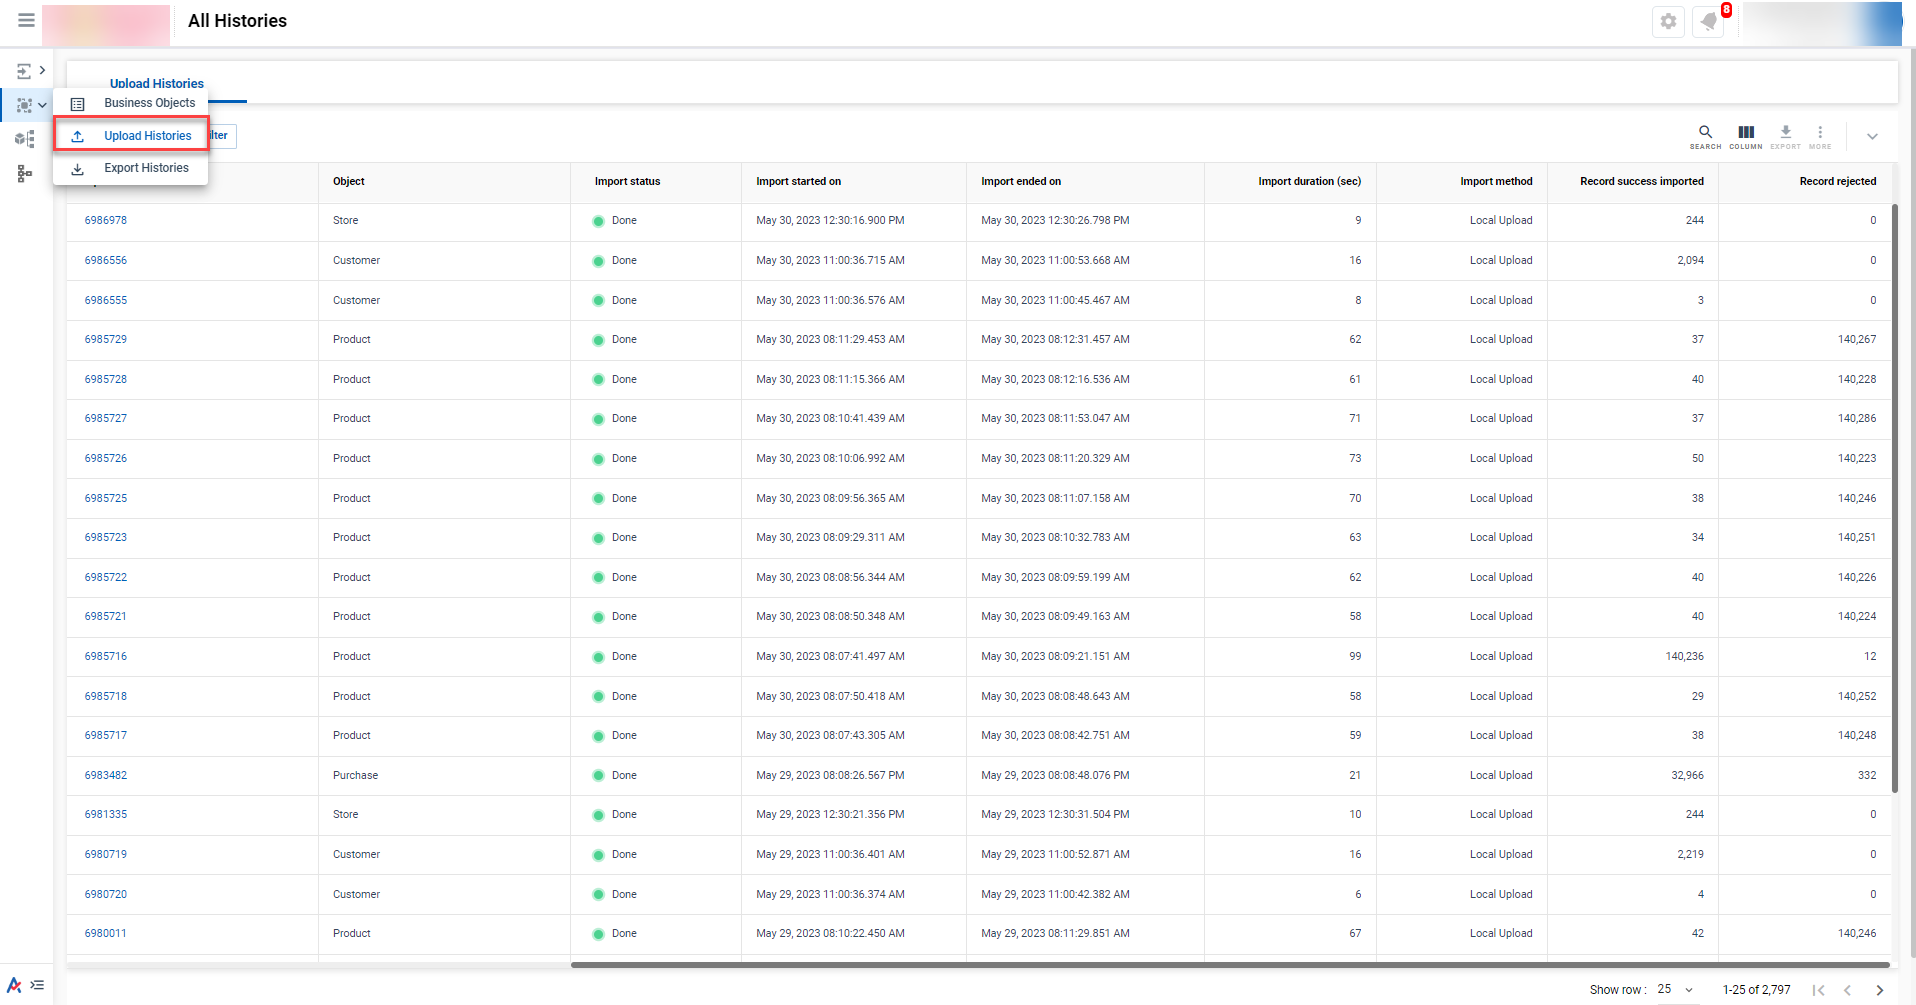 All Histories
8
Upload Histories
Business Objects
Upload Histories
Export Histories
SEARCH COLUMN EXPORT MORE
Object Import status Import started on Import ended on Import duration (sec) Import method Record success imported Record rejected
6986978 Store Done May 30, 2023 12:30:16.900 PM May 30, 2023 12:30:26.798 PM 9 Local Upload 244 0
6986556 Customer Done May 30, 2023 11:00:36.715 AM May 30, 2023 11:00:53.668 AM 16 Local Upload 2,094 0
6986555 Customer Done May 30, 2023 11:00:36.576 AM May 30, 2023 11:00:45.467 AM 8 Local Upload 3 0
6985729 Product Done May 30, 2023 08:11:29.453 AM May 30, 2023 08:12:31.457 AM 62 Local Upload 37 140,267
6985728 Product Done May 30, 2023 08:11:15.366 AM May 30, 2023 08:12:16.536 AM 61 Local Upload 40 140,228
6985727 Product Done May 30, 2023 08:10:41.439 AM May 30, 2023 08:11:53.047 AM 71 Local Upload 37 140,286
6985726 Product Done May 30, 2023 08:10:06.992 AM May 30, 2023 08:11:20.329 AM 73 Local Upload 50 140,223
6985725 Product Done May 30, 2023 08:09:56.365 AM May 30, 2023 08:11:07.158 AM 70 Local Upload 38 140,246
6985723 Product Done May 30, 2023 08:09:29.311 AM May 30, 2023 08:10:32.783 AM 63 Local Upload 34 140,251
6985722 Product Done May 30, 2023 08:08:56.344 AM May 30, 2023 08:09:59.199 AM 62 Local Upload 40 140,226
6985721 Product Done May 30, 2023 08:08:50.348 AM May 30, 2023 08:09:49.163 AM 58 Local Upload 40 140,224
6985716 Product Done May 30, 2023 08:07:41.497 AM May 30, 2023 08:09:21.151 AM 99 Local Upload 140,236 12
6985718 Product Done May 30, 2023 08:07:50.418 AM May 30, 2023 08:08:48.643 AM 58 Local Upload 29 140,252
6985717 Product Done May 30, 2023 08:07:43.305 AM May 30, 2023 08:08:42.751 AM 59 Local Upload 38 140,248
6983482 Purchase Done May 29, 2023 08:08:26.567 PM May 29, 2023 08:08:48.076 PM 21 Local Upload 32,966 332
6981335 Store Done May 29, 2023 12:30:21.356 PM May 29, 2023 12:30:31.504 PM 10 Local Upload 244 0
6980719 Customer Done May 29, 2023 11:00:36.401 AM May 29, 2023 11:00:52.871 AM 16 Local Upload 2,219 0
6980720 Customer Done May 29, 2023 11:00:36.374 AM May 29, 2023 11:00:42.382 AM 6 Local Upload 4 0
6980011 Product Done May 29, 2023 08:10:22.450 AM May 29, 2023 08:11:29.851 AM 67 Local Upload 42 140,246
Show row : 25 1-25 of 2,797